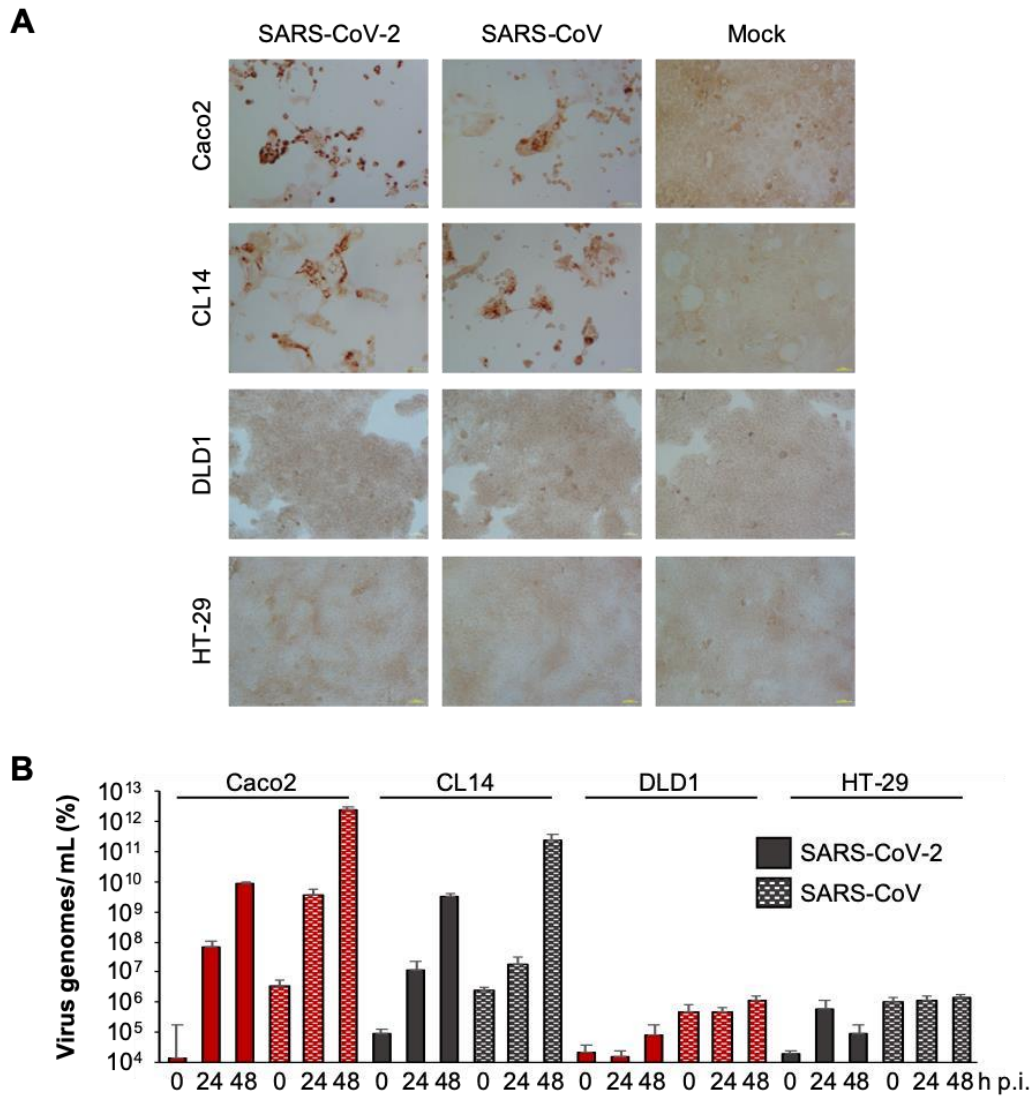 A
SARS-CoV-2 SARS-CoV Mock
Caco2
CL14
DLD1
HT-29
B
Caco2 CL14 DLD1 HT-29
Virus genomes/ mL (%)
10¹³
10¹²
10¹¹
10¹⁰
10⁹
10⁸
10⁷
10⁶
10⁵
10⁴
SARS-CoV-2
SARS-CoV
0 24 48 0 24 48 0 24 48 0 24 48 0 24 48 0 24 48 0 24 48 0 24 48 h p.i.